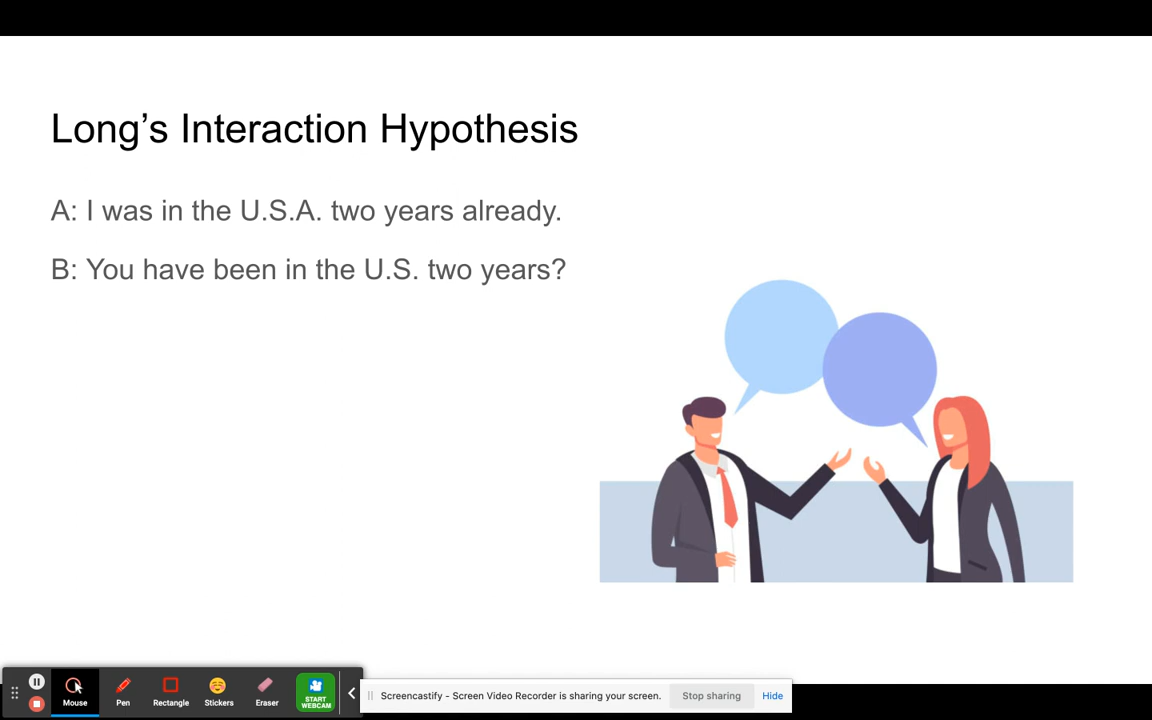 Long’s Interaction Hypothesis
A: I was in the U.S.A. two years already.
B: You have been in the U.S. two years?
Mouse
Pen
Rectangle
Stickers
Eraser
START
WEBCAM
Screencastify - Screen Video Recorder is sharing your screen.
Stop sharing
Hide